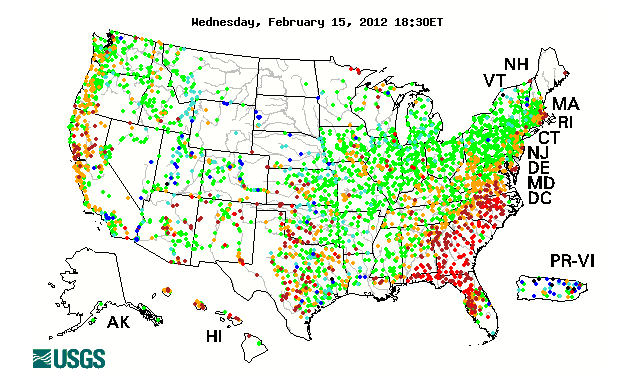 Wednesday, February 15, 2012 18:30ET
NH
VT
MA
RI
CT
NJ
DE
MD
DC
PR-VI
AK
HI
USGS